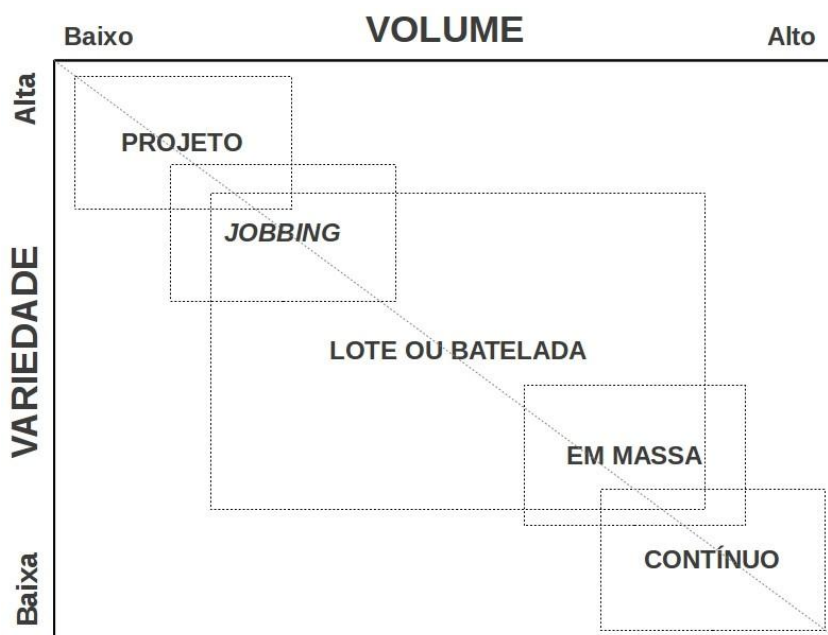 VOLUME
Baixo
Alto
Alta
VARIEDADE
Baixa
PROJETO
JOBBING
LOTE OU BATELADA
EM MASSA
CONTÍNUO